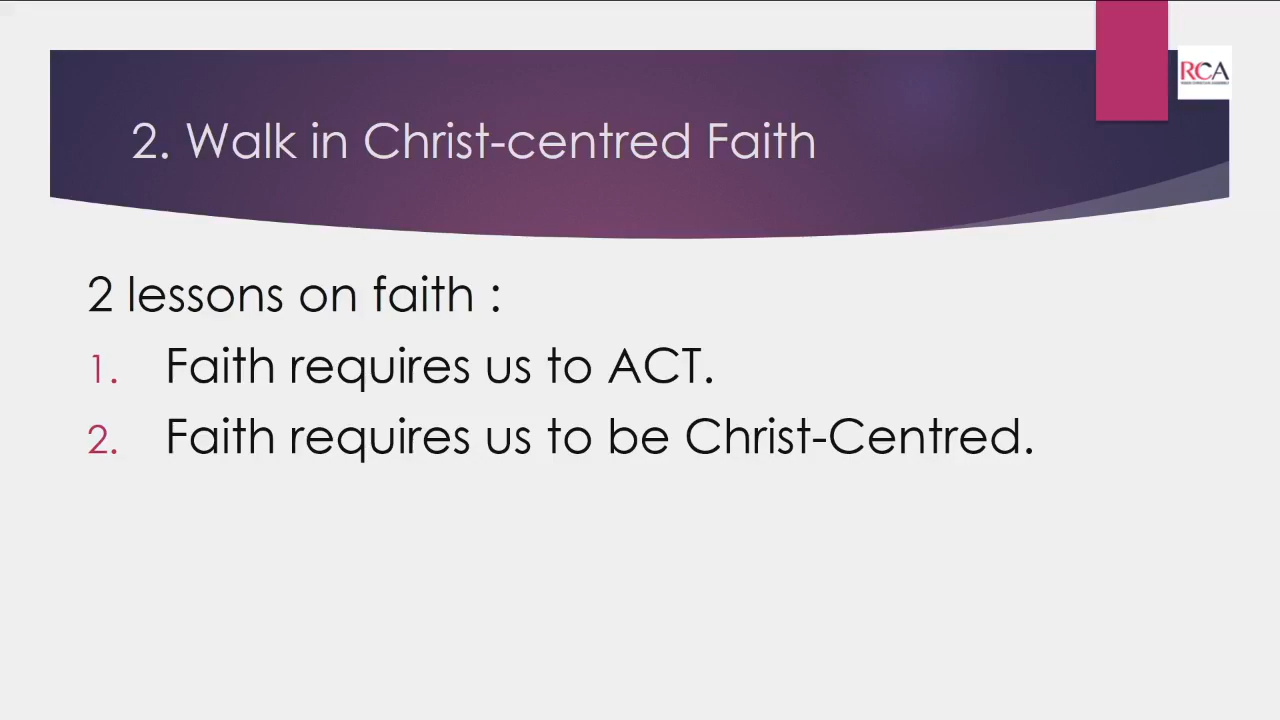 RCA
2. Walk in Christ-centred Faith
2 lessons on faith :
1. Faith requires us to ACT.
2. Faith requires us to be Christ-Centred.